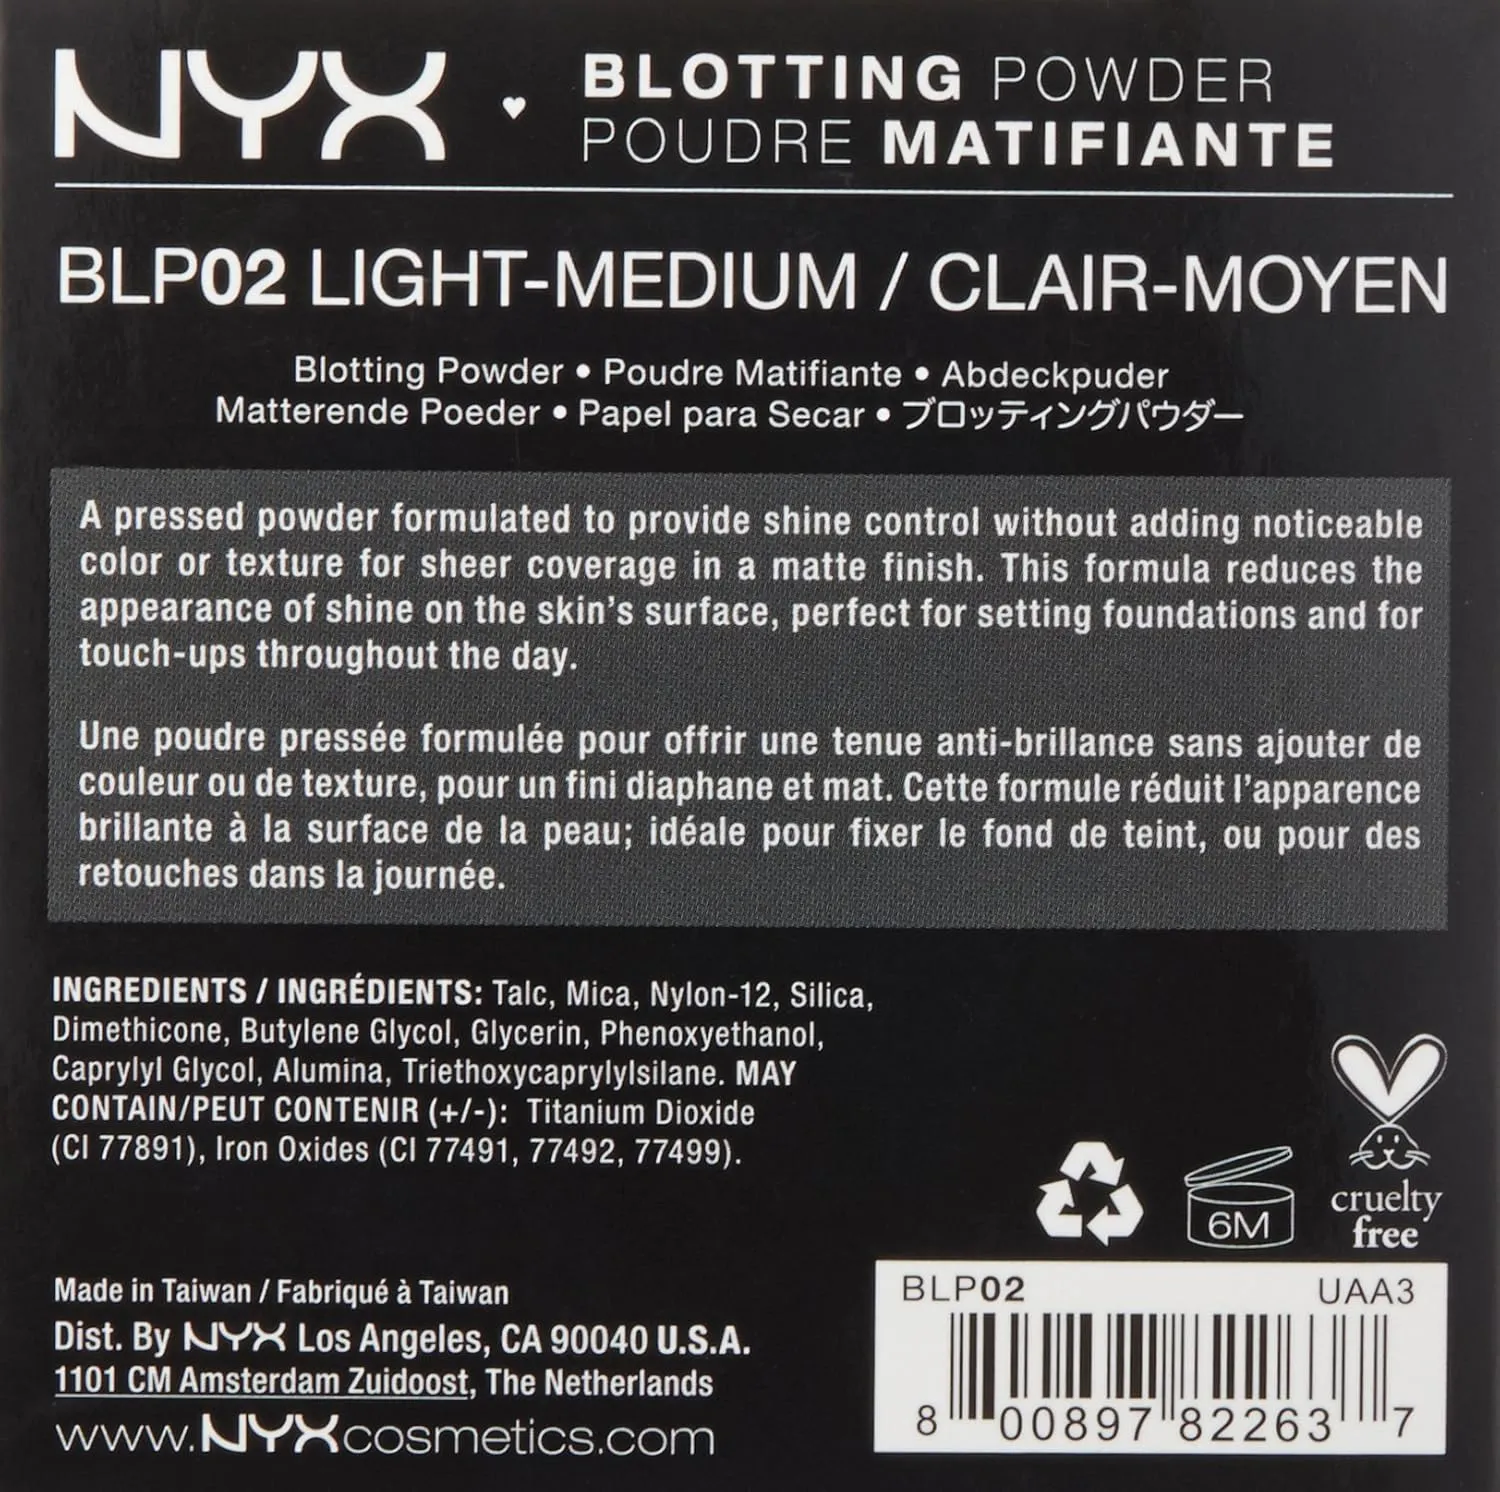 NYX ♥ BLOTTING POWDER
POUDRE MATIFIANTE
BLP02 LIGHT-MEDIUM / CLAIR-MOYEN
Blotting Powder • Poudre Matifiante • Abdeckpuder
Matterende Poeder • Papel para Secar • ブロッティングパウダー
A pressed powder formulated to provide shine control without adding noticeable
color or texture for sheer coverage in a matte finish. This formula reduces the
appearance of shine on the skin's surface, perfect for setting foundations and for
touch-ups throughout the day.
Une poudre pressée formulée pour offrir une tenue anti-brillance sans ajouter de
couleur ou de texture, pour un fini diaphane et mat. Cette formule réduit l'apparence
brillante à la surface de la peau; idéale pour fixer le fond de teint, ou pour des
retouches dans la journée.
INGREDIENTS / INGRÉDIENTS: Talc, Mica, Nylon-12, Silica,
Dimethicone, Butylene Glycol, Glycerin, Phenoxyethanol,
Caprylyl Glycol, Alumina, Triethoxycaprylylsilane. MAY
CONTAIN/PEUT CONTENIR (+/-): Titanium Dioxide
(CI 77891), Iron Oxides (CI 77491, 77492, 77499).
6M
cruelty
free
Made in Taiwan / Fabriqué à Taiwan
Dist. By NYX Los Angeles, CA 90040 U.S.A.
1101 CM Amsterdam Zuidoost, The Netherlands
www.NYXcosmetics.com
BLP02 UAA3
8 00897 82263 7